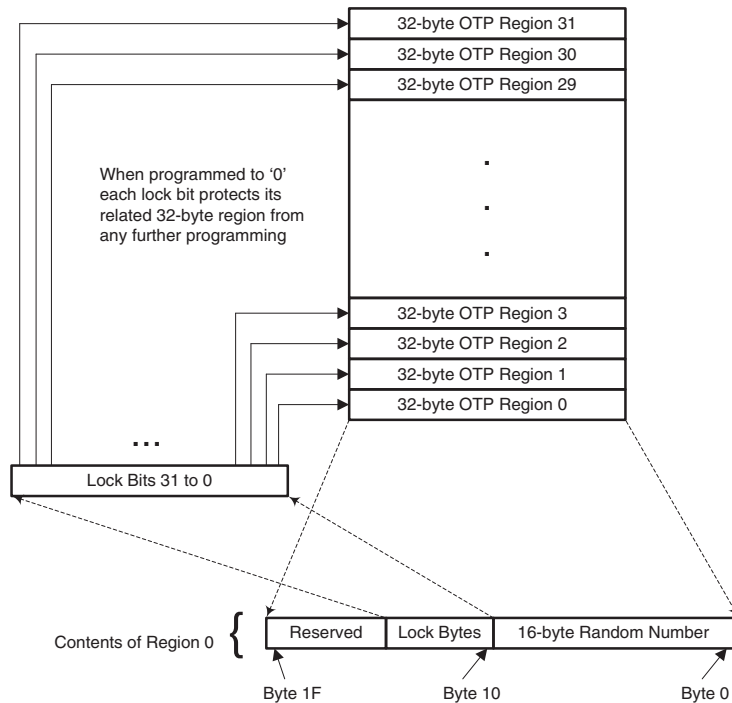 32-byte OTP Region 31
32-byte OTP Region 30
32-byte OTP Region 29
When programmed to ‘0’
each lock bit protects its
related 32-byte region from
any further programming
.
.
.
32-byte OTP Region 3
32-byte OTP Region 2
32-byte OTP Region 1
32-byte OTP Region 0
...
Lock Bits 31 to 0
Contents of Region 0 {
Reserved
Lock Bytes
16-byte Random Number
Byte 1F
Byte 10
Byte 0